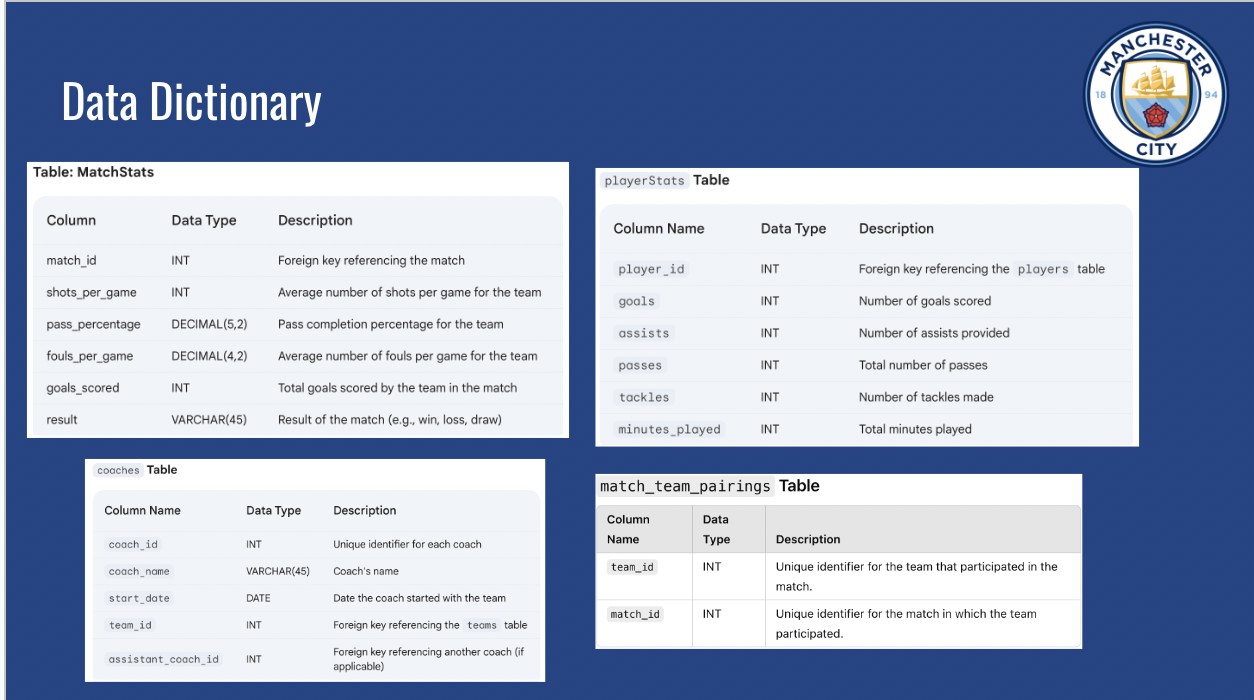 Data Dictionary
MANCHESTER
18 94
CITY
Table: MatchStats
Column Data Type Description
match_id INT Foreign key referencing the match
shots_per_game INT Average number of shots per game for the team
pass_percentage DECIMAL(5,2) Pass completion percentage for the team
fouls_per_game DECIMAL(4,2) Average number of fouls per game for the team
goals_scored INT Total goals scored by the team in the match
result VARCHAR(45) Result of the match (e.g., win, loss, draw)
playerStats Table
Column Name Data Type Description
player_id INT Foreign key referencing the players table
goals INT Number of goals scored
assists INT Number of assists provided
passes INT Total number of passes
tackles INT Number of tackles made
minutes_played INT Total minutes played
coaches Table
Column Name Data Type Description
coach_id INT Unique identifier for each coach
coach_name VARCHAR(45) Coach's name
start_date DATE Date the coach started with the team
team_id INT Foreign key referencing the teams table
assistant_coach_id INT Foreign key referencing another coach (if
applicable)
match_team_pairings Table
Column Data
Name Type Description
team_id INT Unique identifier for the team that participated in the
match.
match_id INT Unique identifier for the match in which the team
participated.